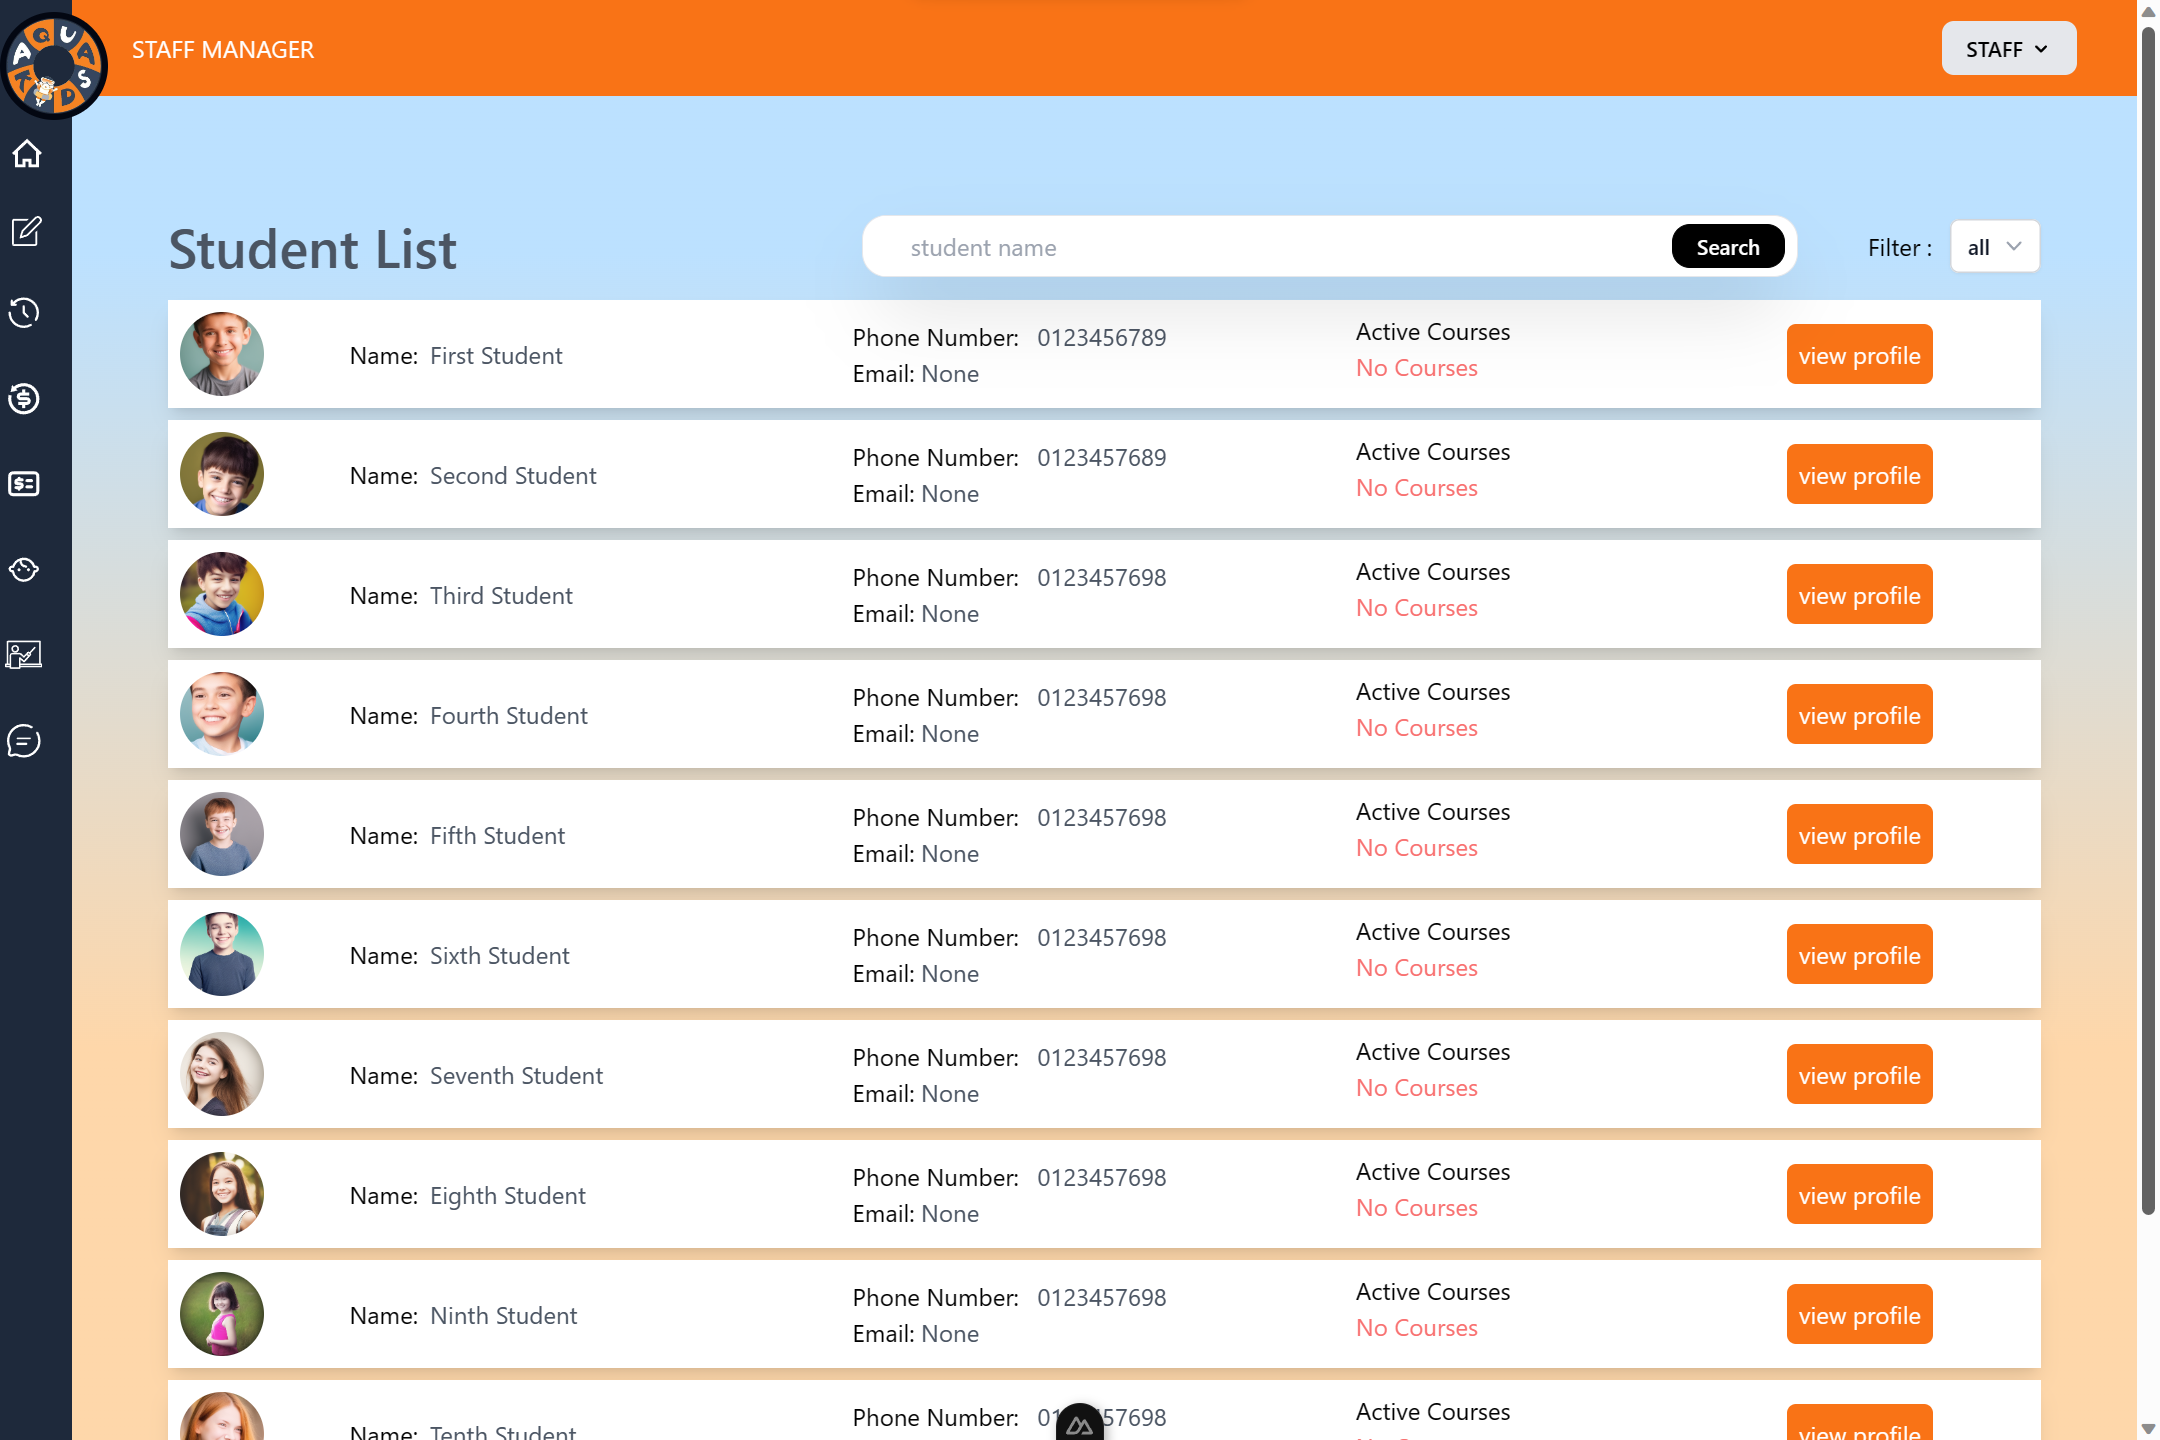 AQUA KIDS
STAFF MANAGER
STAFF
Student List
student name
Search
Filter :
all
Name: First Student
Phone Number: 0123456789
Email: None
Active Courses
No Courses
view profile
Name: Second Student
Phone Number: 0123457689
Email: None
Active Courses
No Courses
view profile
Name: Third Student
Phone Number: 0123457698
Email: None
Active Courses
No Courses
view profile
Name: Fourth Student
Phone Number: 0123457698
Email: None
Active Courses
No Courses
view profile
Name: Fifth Student
Phone Number: 0123457698
Email: None
Active Courses
No Courses
view profile
Name: Sixth Student
Phone Number: 0123457698
Email: None
Active Courses
No Courses
view profile
Name: Seventh Student
Phone Number: 0123457698
Email: None
Active Courses
No Courses
view profile
Name: Eighth Student
Phone Number: 0123457698
Email: None
Active Courses
No Courses
view profile
Name: Ninth Student
Phone Number: 0123457698
Email: None
Active Courses
No Courses
view profile
Name: Tenth Student
Phone Number:
Active Courses
view profile